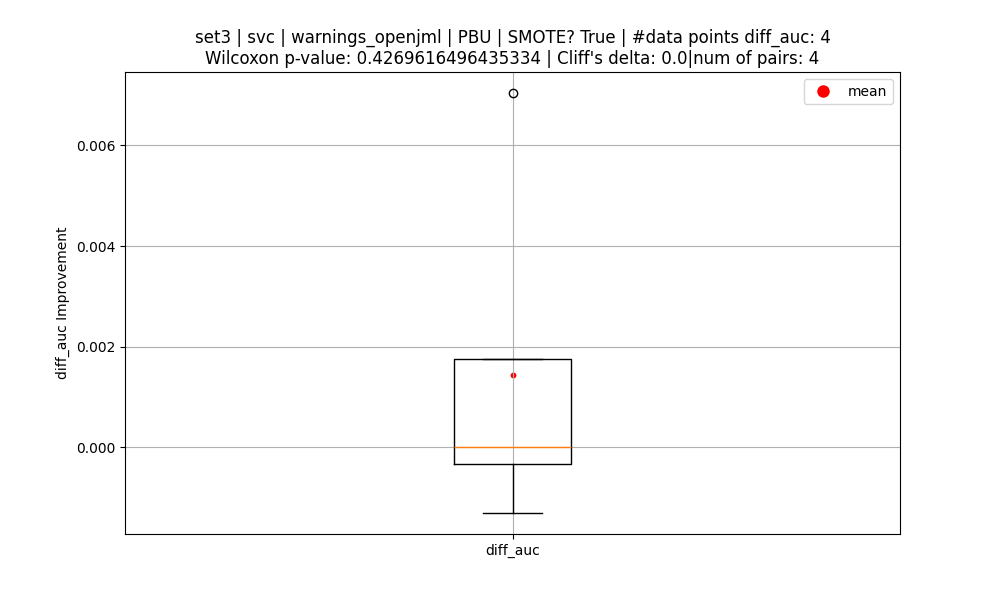 set3 | svc | warnings_openjml | PBU | SMOTE? True | #data points diff_auc: 4
Wilcoxon p-value: 0.4269616496435334 | Cliff's delta: 0.0|num of pairs: 4
mean
0.006
0.004
0.002
0.000
diff_auc Improvement
diff_auc